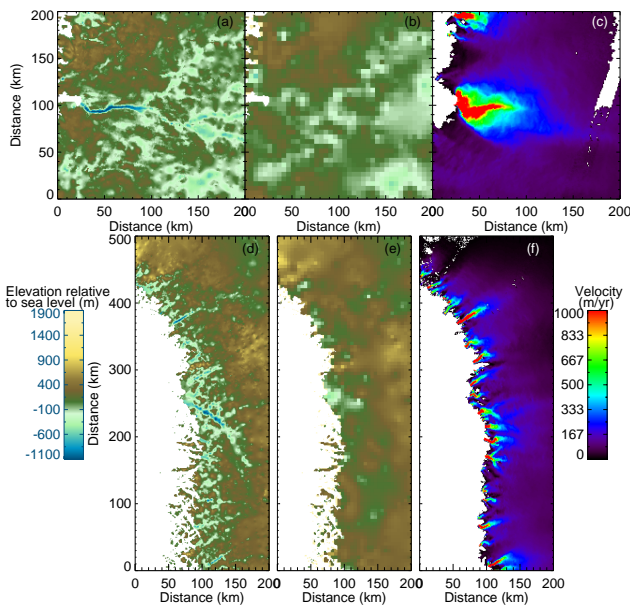 200
150
100
50
0
Distance (km)
(a)
(b)
(c)
0 50 100 150 200
0 50 100 150 200
0 50 100 150 200
Distance (km)
Distance (km)
Distance (km)
500
400
300
200
100
0
Distance (km)
(d)
(e)
(f)
0 50 100 150 200
0 50 100 150 200
0 50 100 150 200
Distance (km)
Distance (km)
Distance (km)
Elevation relative
to sea level (m)
1900
1400
900
400
-100
-600
-1100
Velocity
(m/yr)
1000
833
667
500
333
167
0